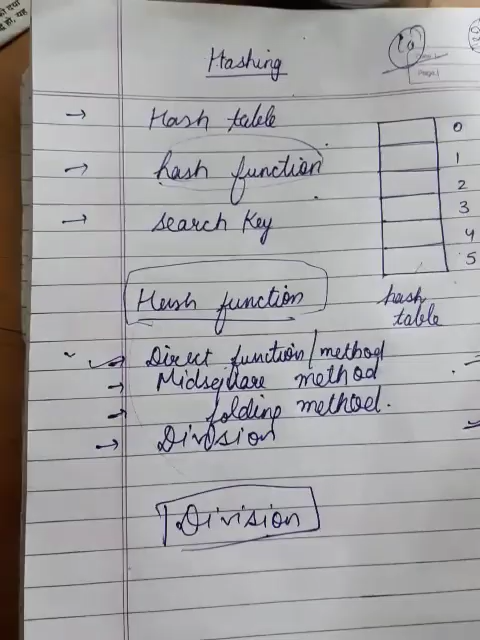 Hashing
→ Hash table
→ hash function
→ search key
0
1
2
3
4
5
hash
table
Hash function
→ Direct function/method
→ Midsquare method
→ folding method.
→ Division
Division